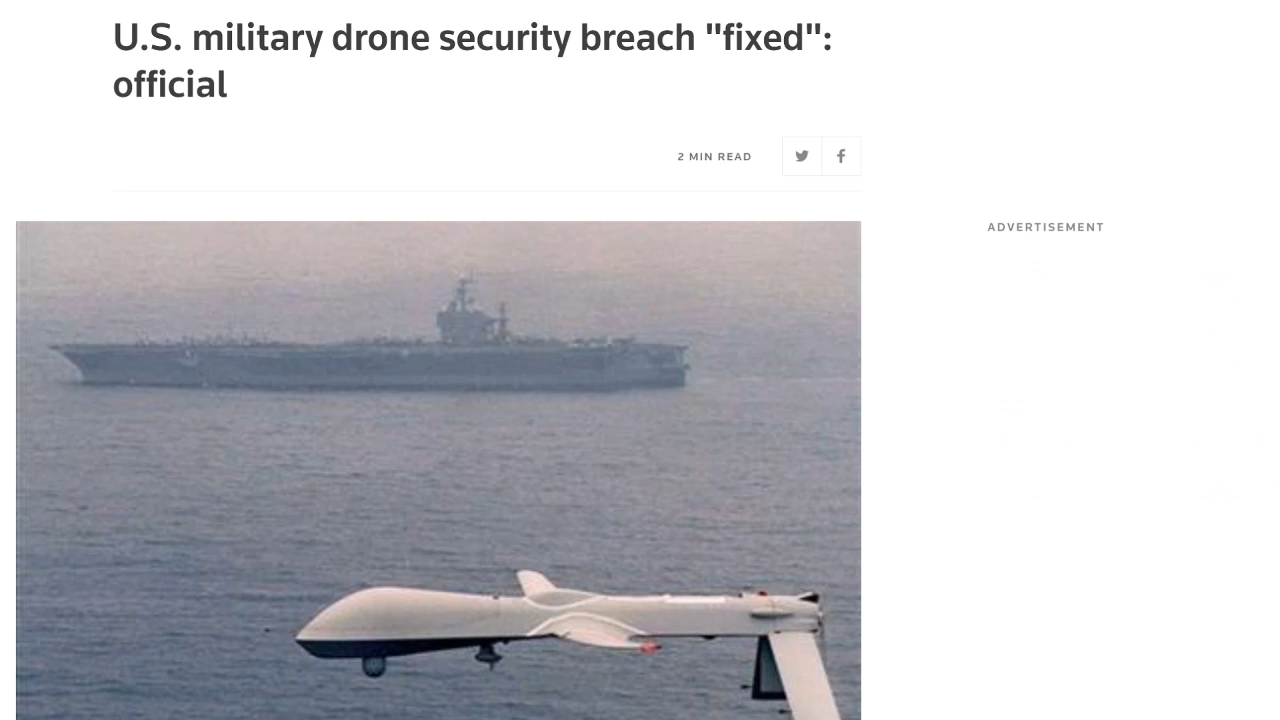 U.S. military drone security breach "fixed":
official
2 MIN READ
ADVERTISEMENT